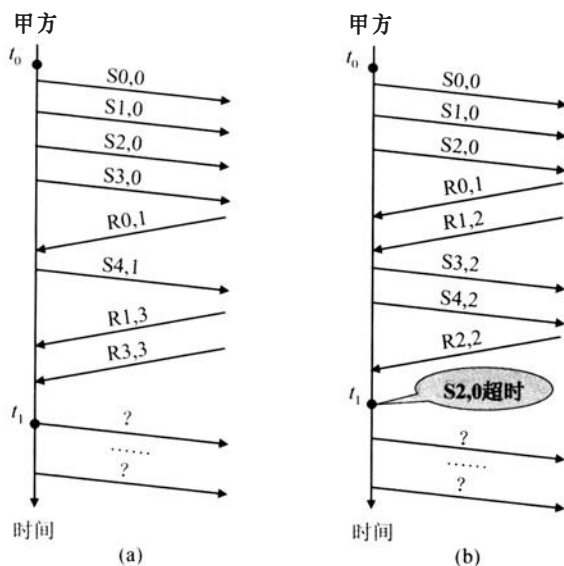 甲方
t0
S0,0
S1,0
S2,0
S3,0
R0,1
S4,1
R1,3
R3,3
t1
?
……
?
时间
(a)
甲方
t0
S0,0
S1,0
S2,0
R0,1
R1,2
S3,2
S4,2
R2,2
t1
S2,0超时
?
……
?
时间
(b)